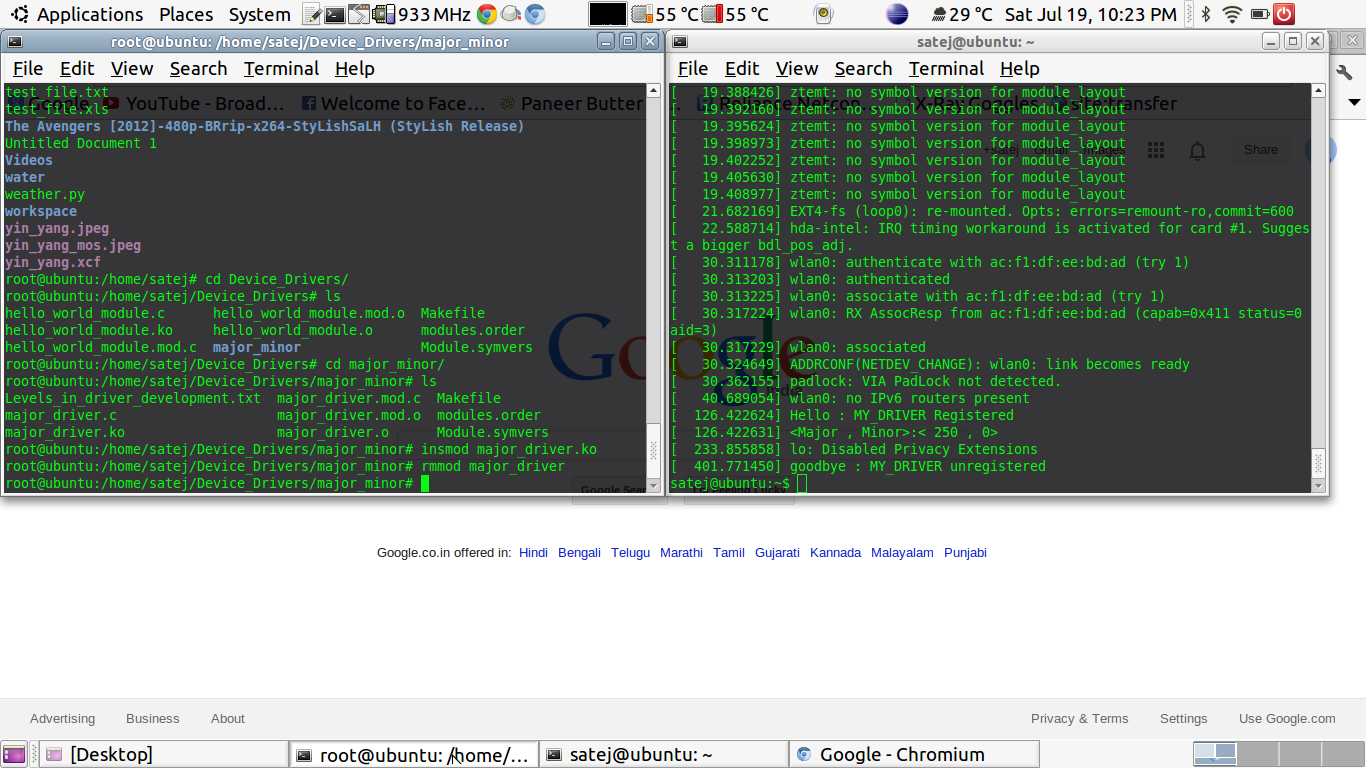 Applications Places System 933 MHz 55 °C 55 °C 29 °C Sat Jul 19, 10:23 PM
root@ubuntu: /home/satej/Device_Drivers/major_minor
File Edit View Search Terminal Help
test_file.txt
test_file.xls
The Avengers [2012]-480p-BRrip-x264-StyLishSaLH (StyLish Release)
Untitled Document 1
Videos
water
weather.py
workspace
yin_yang.jpeg
yin_yang_mos.jpeg
yin_yang.xcf
root@ubuntu:/home/satej# cd Device_Drivers/
root@ubuntu:/home/satej/Device_Drivers# ls
hello_world_module.c hello_world_module.mod.o Makefile
hello_world_module.ko hello_world_module.o modules.order
hello_world_module.mod.c major_minor Module.symvers
root@ubuntu:/home/satej/Device_Drivers# cd major_minor/
root@ubuntu:/home/satej/Device_Drivers/major_minor# ls
Levels_in_driver_development.txt major_driver.mod.c Makefile
major_driver.c major_driver.mod.o modules.order
major_driver.ko major_driver.o Module.symvers
root@ubuntu:/home/satej/Device_Drivers/major_minor# insmod major_driver.ko
root@ubuntu:/home/satej/Device_Drivers/major_minor# rmmod major_driver
root@ubuntu:/home/satej/Device_Drivers/major_minor#
satej@ubuntu: ~
File Edit View Search Terminal Help
[ 19.388426] ztemt: no symbol version for module_layout
[ 19.392160] ztemt: no symbol version for module_layout
[ 19.395624] ztemt: no symbol version for module_layout
[ 19.398973] ztemt: no symbol version for module_layout
[ 19.402252] ztemt: no symbol version for module_layout
[ 19.405630] ztemt: no symbol version for module_layout
[ 19.408977] ztemt: no symbol version for module_layout
[ 21.682169] EXT4-fs (loop0): re-mounted. Opts: errors=remount-ro,commit=600
[ 22.588714] hda-intel: IRQ timing workaround is activated for card #1. Sugges
t a bigger bdl_pos_adj.
[ 30.311178] wlan0: authenticate with ac:f1:df:ee:bd:ad (try 1)
[ 30.313203] wlan0: authenticated
[ 30.313225] wlan0: associate with ac:f1:df:ee:bd:ad (try 1)
[ 30.317224] wlan0: RX AssocResp from ac:f1:df:ee:bd:ad (capab=0x411 status=0
aid=3)
[ 30.317229] wlan0: associated
[ 30.324649] ADDRCONF(NETDEV_CHANGE): wlan0: link becomes ready
[ 30.362155] padlock: VIA PadLock not detected.
[ 40.689054] wlan0: no IPv6 routers present
[ 126.422624] Hello : MY_DRIVER Registered
[ 126.422631] <Major , Minor>:< 250 , 0>
[ 233.855858] lo: Disabled Privacy Extensions
[ 401.771450] goodbye : MY_DRIVER unregistered
satej@ubuntu:~$
Google YouTube - Broad... Welcome to Face... Paneer Butter
Share
Google.co.in offered in: Hindi Bengali Telugu Marathi Tamil Gujarati Kannada Malayalam Punjabi
Advertising Business About Privacy & Terms Settings Use Google.com
[Desktop] root@ubuntu: /home/... satej@ubuntu: ~ Google - Chromium